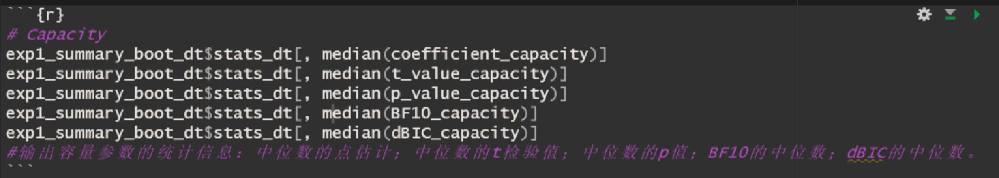 ```{r}
# Capacity
exp1_summary_boot_dt$stats_dt[, median(coefficient_capacity)]
exp1_summary_boot_dt$stats_dt[, median(t_value_capacity)]
exp1_summary_boot_dt$stats_dt[, median(p_value_capacity)]
exp1_summary_boot_dt$stats_dt[, median(BF10_capacity)]
exp1_summary_boot_dt$stats_dt[, median(dBIC_capacity)]
#输出容量参数的统计信息：中位数的点估计；中位数的t检验值；中位数的p值；BF10的中位数；dBIC的中位数。
```